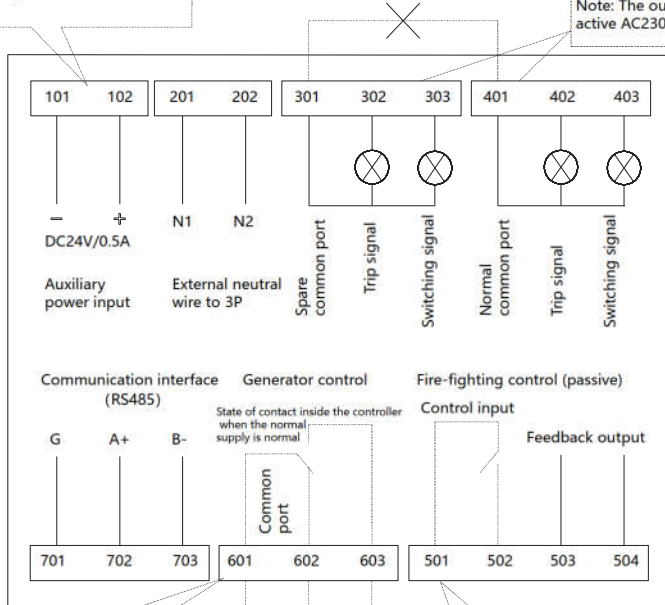 Note: The ou
active AC230
101 102 201 202 301 302 303 401 402 403
− +
DC24V/0.5A
N1 N2
Auxiliary
power input
External neutral
wire to 3P
Spare
common port
Trip signal
Switching signal
Normal
common port
Trip signal
Switching signal
Communication interface
(RS485)
Generator control
Fire-fighting control (passive)
State of contact inside the controller
when the normal
supply is normal
Control input
G A+ B-
Feedback output
Common
port
701 702 703 601 602 603 501 502 503 504